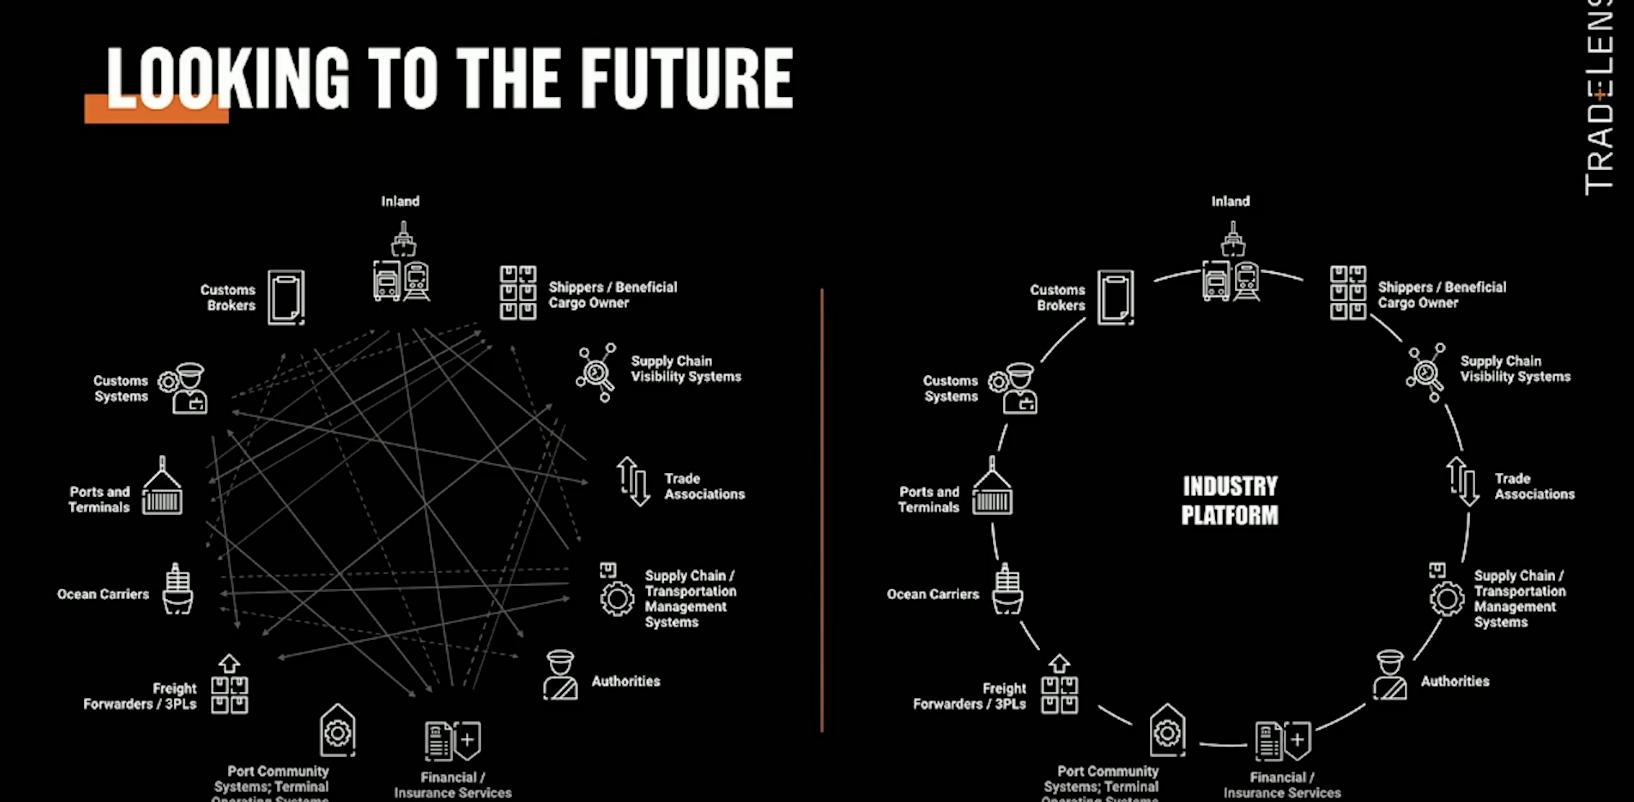 LOOKING TO THE FUTURE
TRADELENS
Inland
Customs
Brokers
Shippers / Beneficial
Cargo Owner
Customs
Systems
Supply Chain
Visibility Systems
Ports and
Terminals
Trade
Associations
Ocean Carriers
Supply Chain /
Transportation
Management
Systems
Freight
Forwarders / 3PLs
Authorities
Port Community
Systems; Terminal
Operating Systems
Financial /
Insurance Services
Inland
Customs
Brokers
Shippers / Beneficial
Cargo Owner
Customs
Systems
Supply Chain
Visibility Systems
Ports and
Terminals
INDUSTRY
PLATFORM
Trade
Associations
Ocean Carriers
Supply Chain /
Transportation
Management
Systems
Freight
Forwarders / 3PLs
Authorities
Port Community
Systems; Terminal
Operating Systems
Financial /
Insurance Services